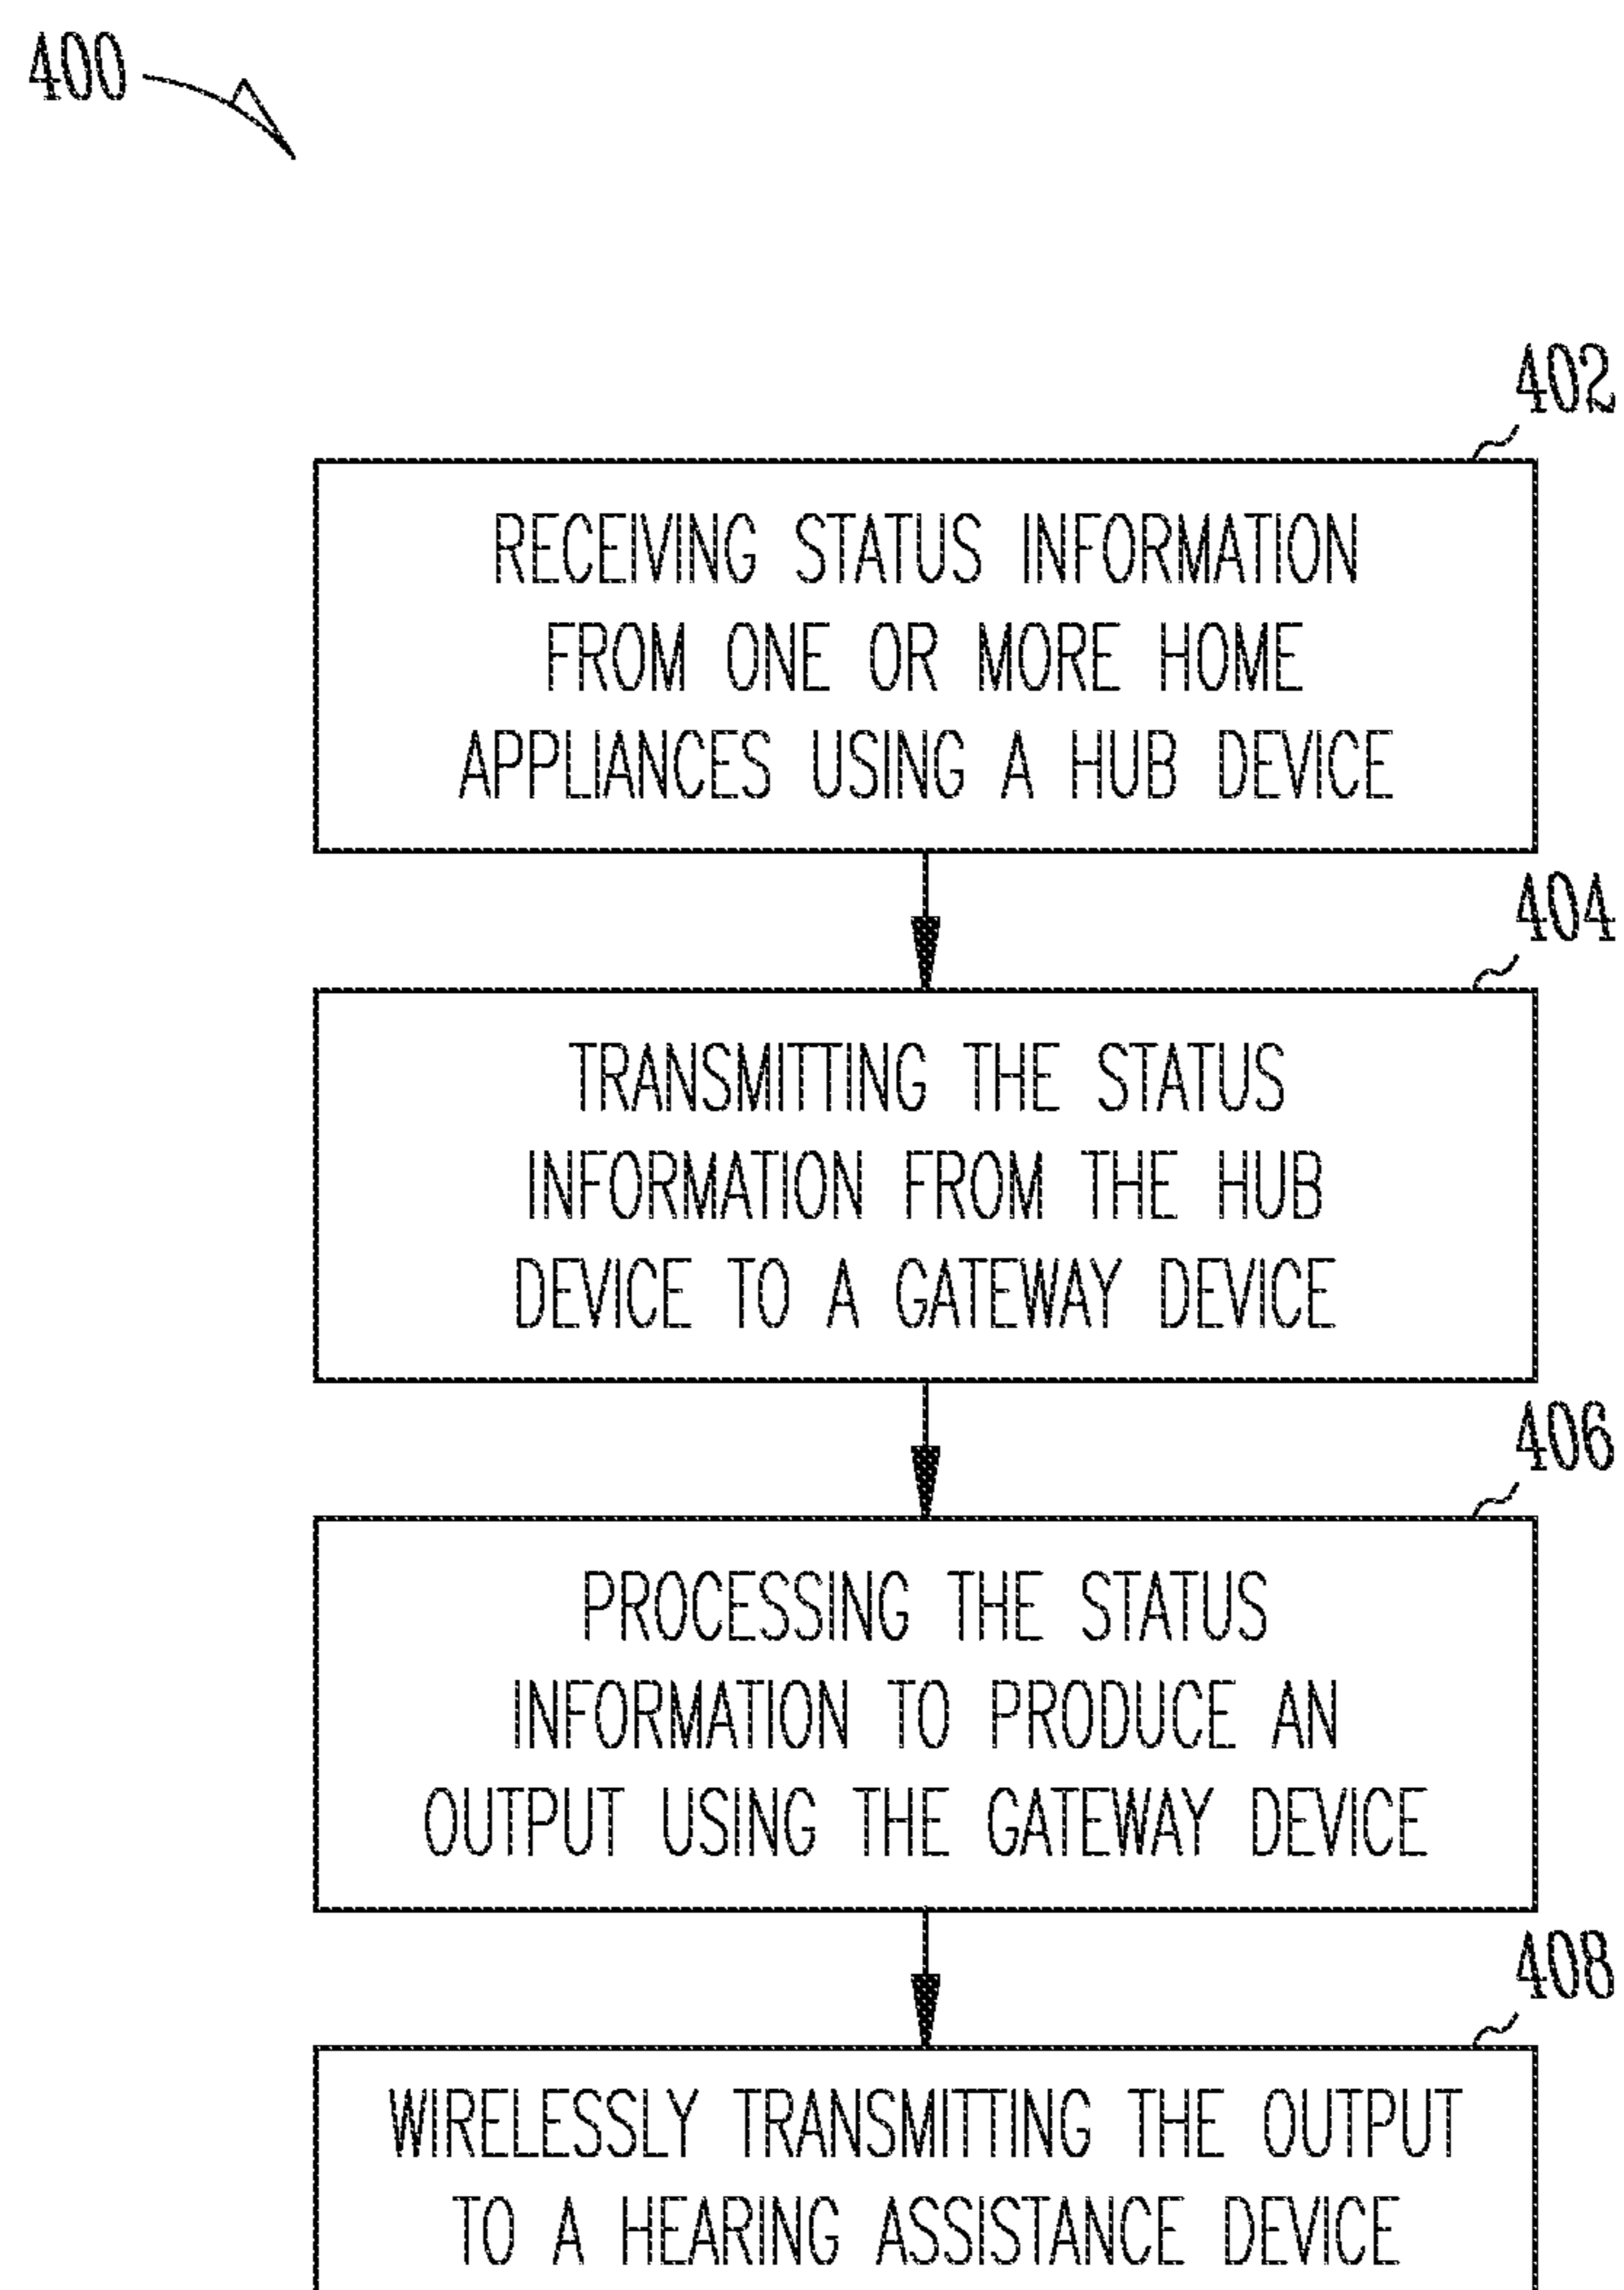 400
402
RECEIVING STATUS INFORMATION
FROM ONE OR MORE HOME
APPLIANCES USING A HUB DEVICE
404
TRANSMITTING THE STATUS
INFORMATION FROM THE HUB
DEVICE TO A GATEWAY DEVICE
406
PROCESSING THE STATUS
INFORMATION TO PRODUCE AN
OUTPUT USING THE GATEWAY DEVICE
408
WIRELESSLY TRANSMITTING THE OUTPUT
TO A HEARING ASSISTANCE DEVICE